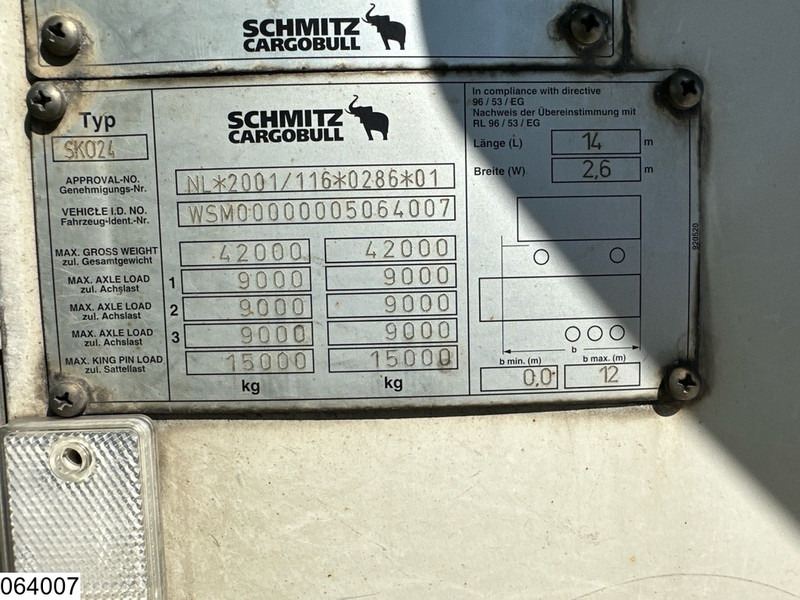 SCHMITZ
CARGOBULL
Typ
SKO24
SCHMITZ
CARGOBULL
In compliance with directive
96 / 53 / EG
Nachweis der Übereinstimmung mit
RL 96 / 53 / EG
Länge (L) 14 m
Breite (W) 2,6 m
APPROVAL-NO.
Genehmigungs-Nr.
NL*2001/116*0286*01
VEHICLE I.D. NO.
Fahrzeug-Ident.-Nr.
WSM00000005064007
MAX. GROSS WEIGHT
zul. Gesamtgewicht
42000 42000
MAX. AXLE LOAD
zul. Achslast
1 9000 9000
MAX. AXLE LOAD
zul. Achslast
2 9000 9000
MAX. AXLE LOAD
zul. Achslast
3 9000 9000
MAX. KING PIN LOAD
zul. Sattellast
15000 15000
kg kg
920520
b
b min. (m) b max. (m)
0,0 12
064007